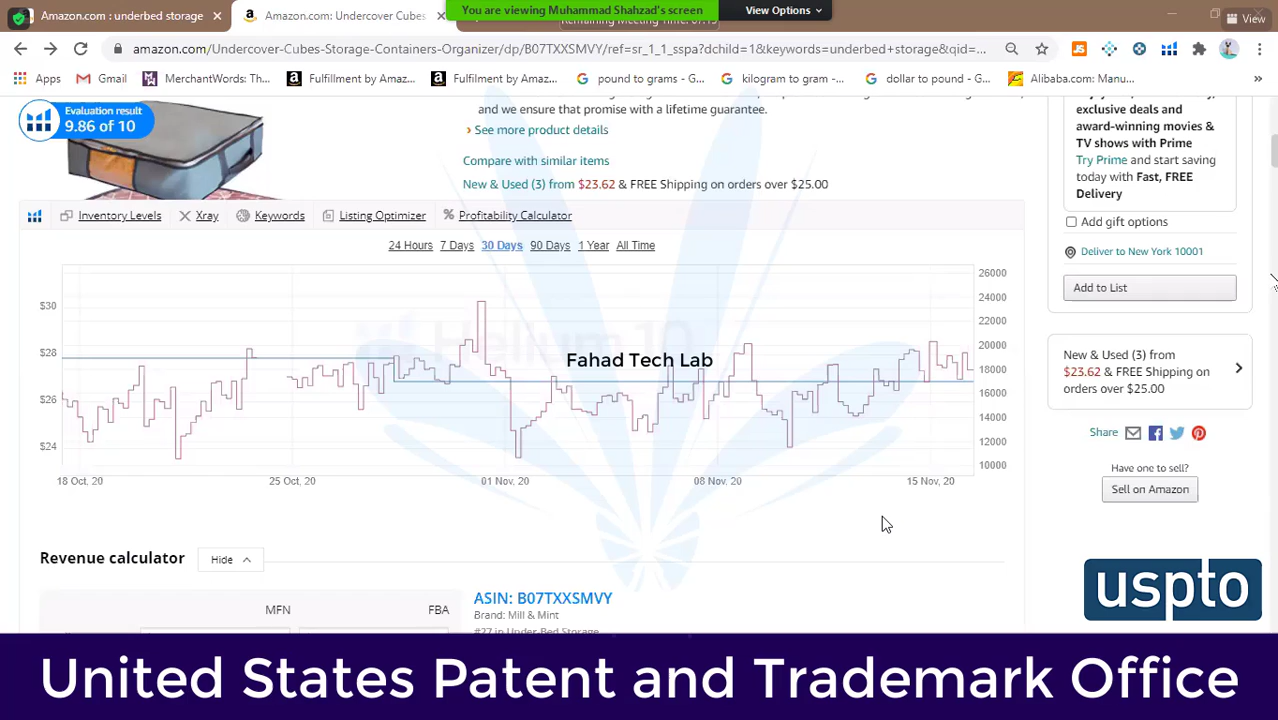 Amazon.com : underbed storage
Amazon.com: Undercover Cubes
You are viewing Muhammad Shahzad's screen
View Options
View
amazon.com/Undercover-Cubes-Storage-Containers-Organizer/dp/B07TXXSMVY/ref=sr_1_1_sspa?dchild=1&keywords=underbed+storage&qid=...
Apps
Gmail
MerchantWords: Th...
Fulfillment by Amaz...
Fulfilment by Amaz...
pound to grams - G...
kilogram to gram -...
dollar to pound - G...
Alibaba.com: Manu...
»
Evaluation result
9.86 of 10
and we ensure that promise with a lifetime guarantee.
› See more product details
Compare with similar items
New & Used (3) from $23.62 & FREE Shipping on orders over $25.00
exclusive deals and
award-winning movies &
TV shows with Prime
Try Prime and start saving
today with Fast, FREE
Delivery
Add gift options
Deliver to New York 10001
Add to List
New & Used (3) from
$23.62 & FREE Shipping on
orders over $25.00
Share
Have one to sell?
Sell on Amazon
Inventory Levels
Xray
Keywords
Listing Optimizer
Profitability Calculator
24 Hours 7 Days 30 Days 90 Days 1 Year All Time
$30
$28
$26
$24
26000
24000
22000
20000
18000
16000
14000
12000
10000
Helium 10
Fahad Tech Lab
18 Oct, 20
25 Oct, 20
01 Nov, 20
08 Nov, 20
15 Nov, 20
Revenue calculator
Hide
MFN
FBA
ASIN: B07TXXSMVY
Brand: Mill & Mint
#27 in Under-Bed Storage
uspto
United States Patent and Trademark Office